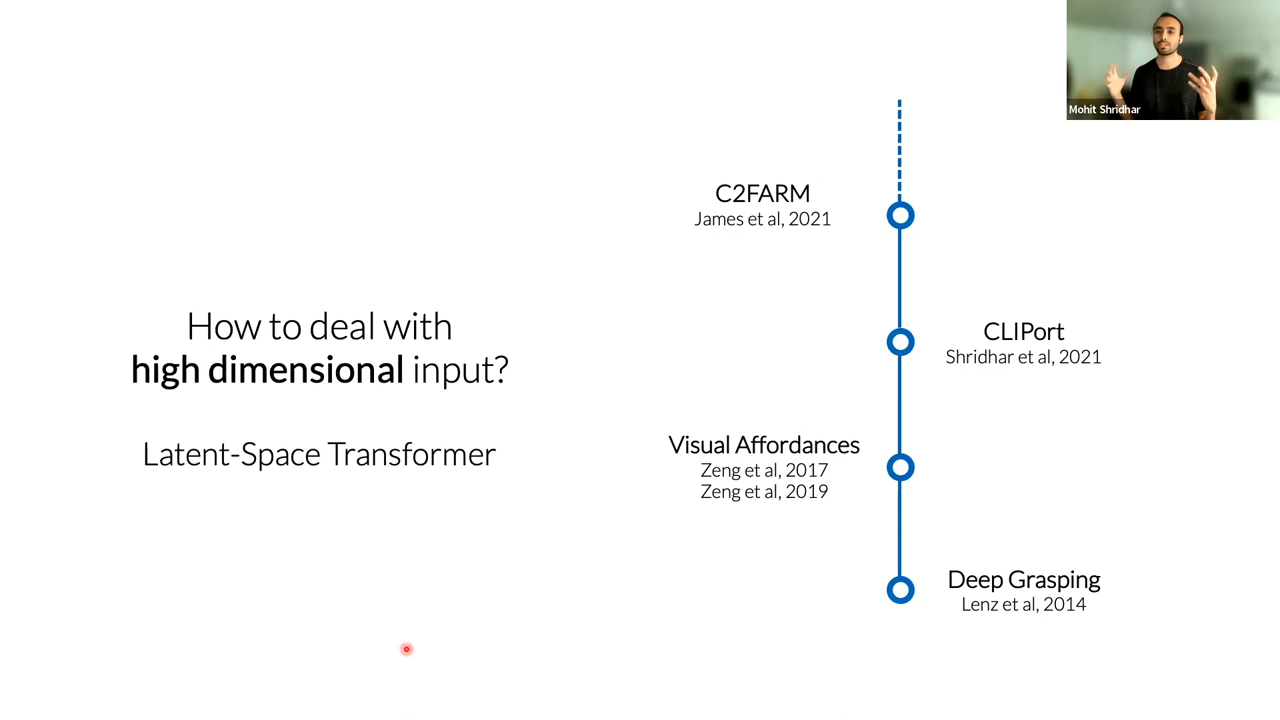 How to deal with
high dimensional input?
Latent-Space Transformer
C2FARM
James et al, 2021
CLIPort
Shridhar et al, 2021
Visual Affordances
Zeng et al, 2017
Zeng et al, 2019
Deep Grasping
Lenz et al, 2014
Mohit Shridhar